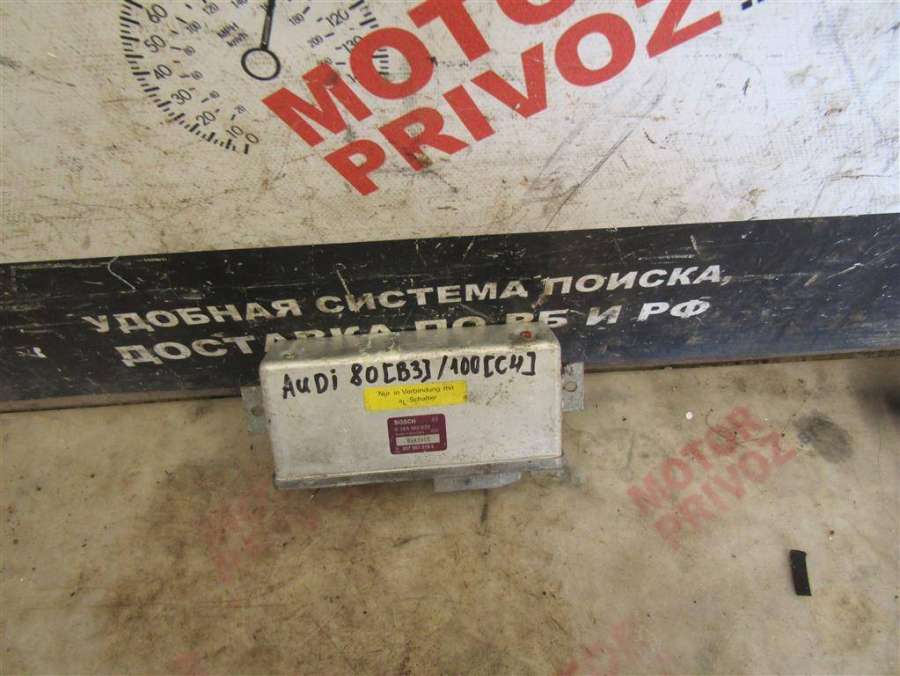 MOTOR
PRIVOZ
УДОБНАЯ СИСТЕМА ПОИСКА,
ДОСТАВКА ПО РБ И РФ
AUDi 80[B3]/100[C4]
Nur in Verbindung mit
4L Schalter
BOSCH
MOTOR
PRIVOZ